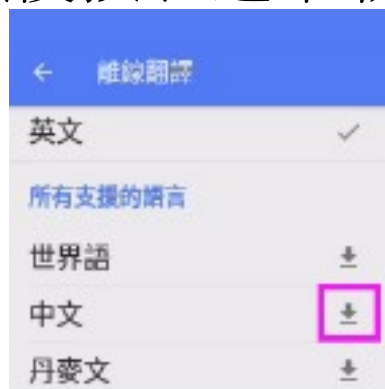 離線翻譯
英文
所有支援的語言
世界語
中文
丹麥文